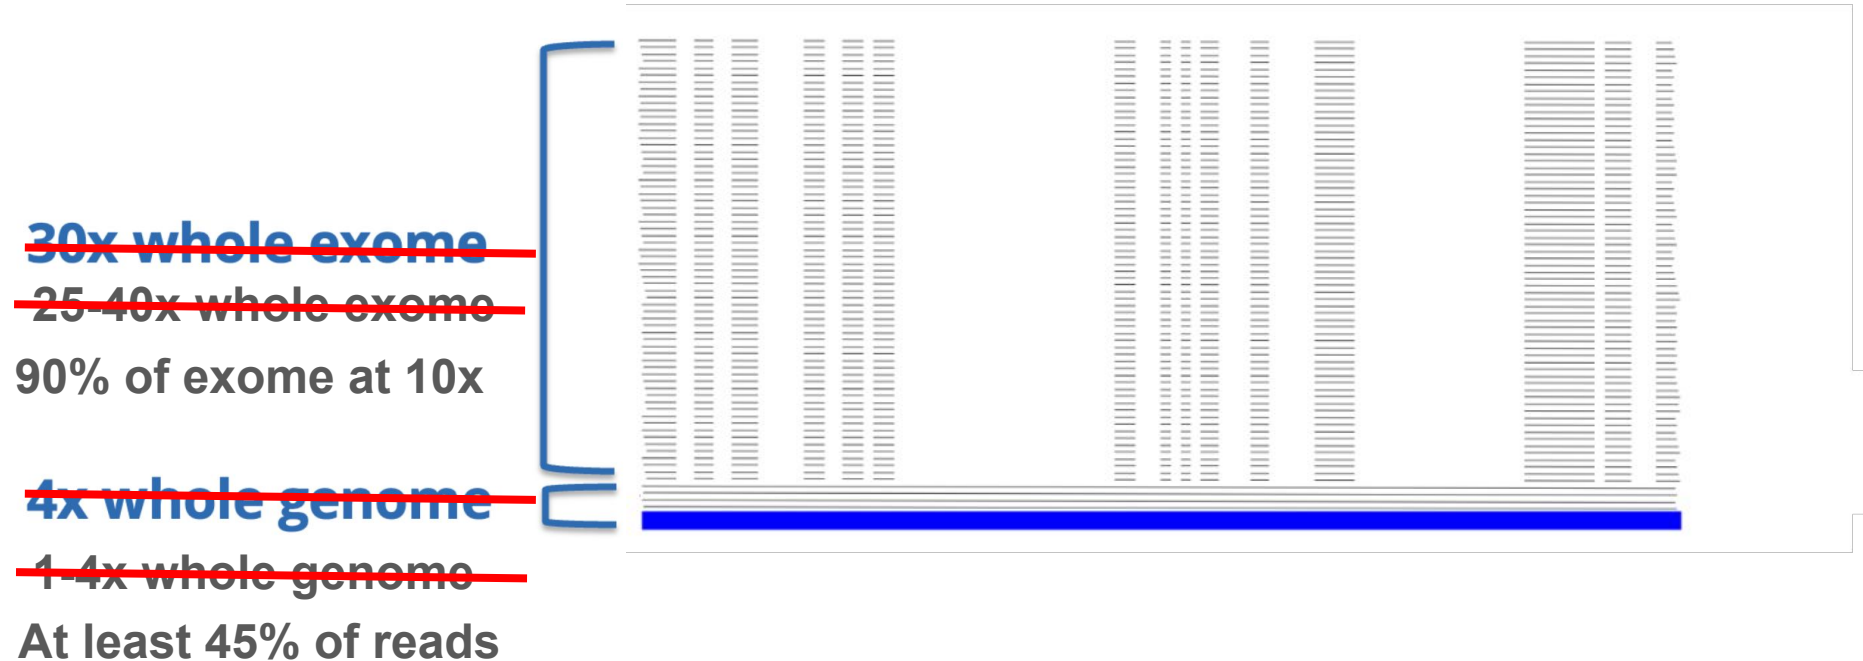 30x whole exome
25-40x whole exome
90% of exome at 10x
4x whole genome
1-4x whole genome
At least 45% of reads